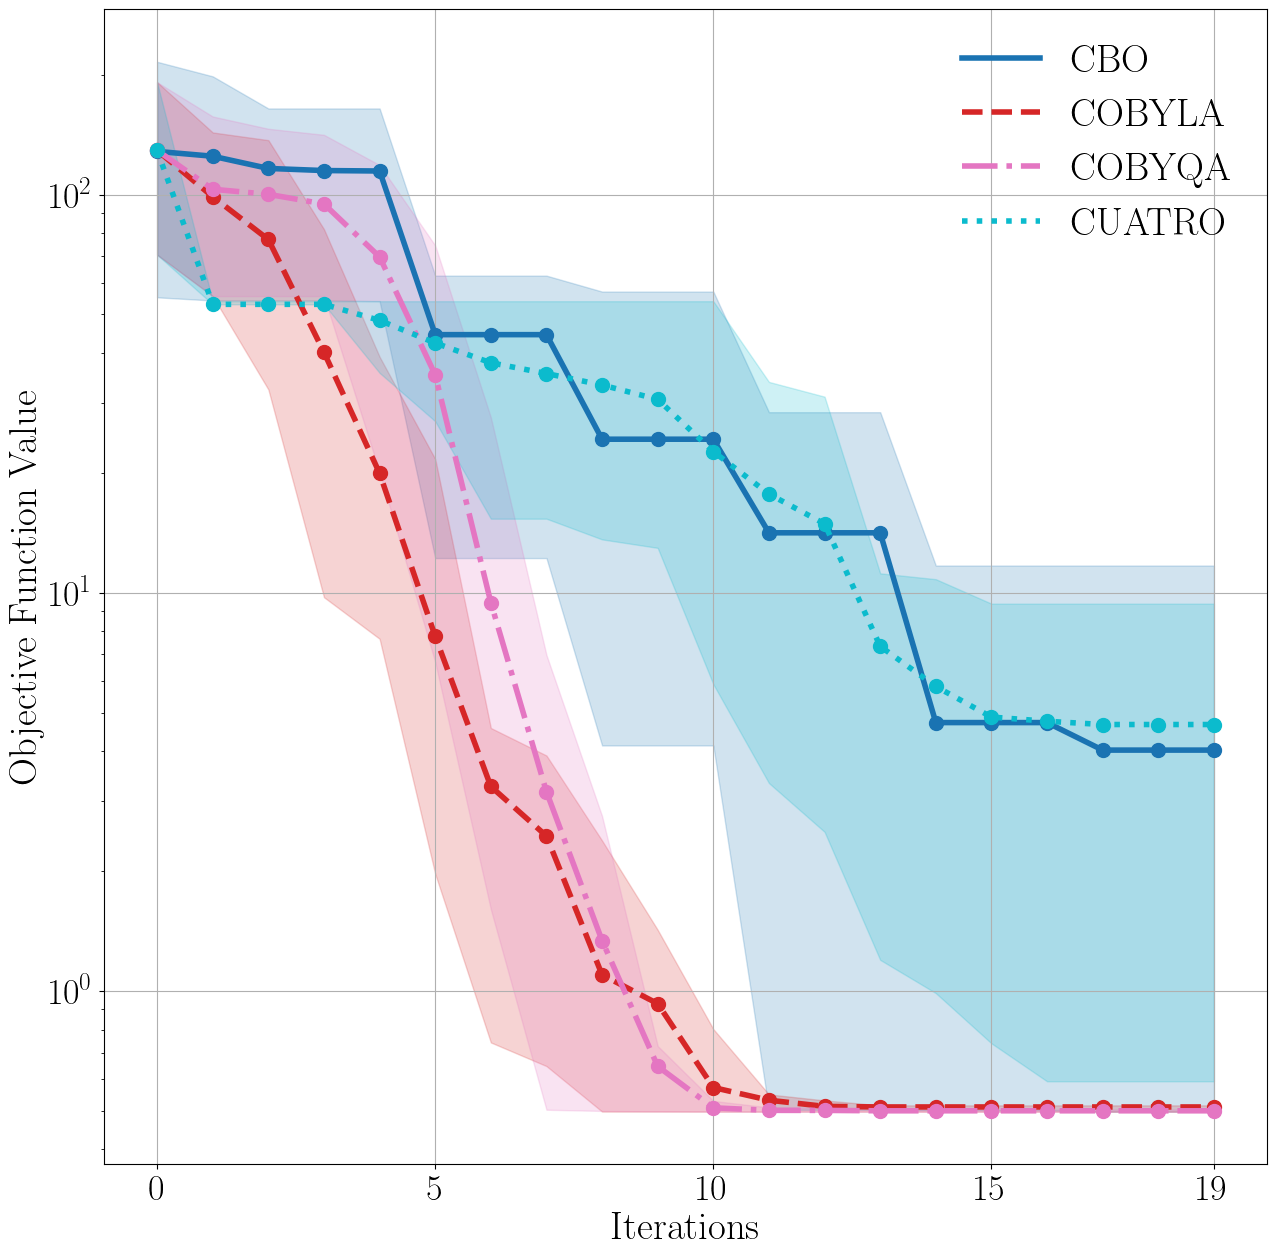 CBO
COBYLA
COBYQA
CUATRO
Objective Function Value
10²
10¹
10⁰
0 5 10 15 19
Iterations